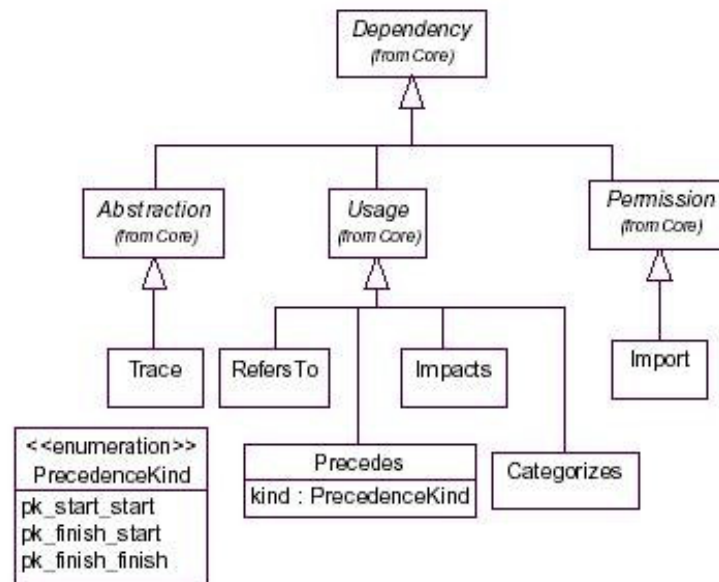 Dependency
(from Core)
Abstraction
(from Core)
Usage
(from Core)
Permission
(from Core)
Trace
RefersTo
Impacts
Import
<<enumeration>>
PrecedenceKind
pk_start_start
pk_finish_start
pk_finish_finish
Precedes
kind : PrecedenceKind
Categorizes